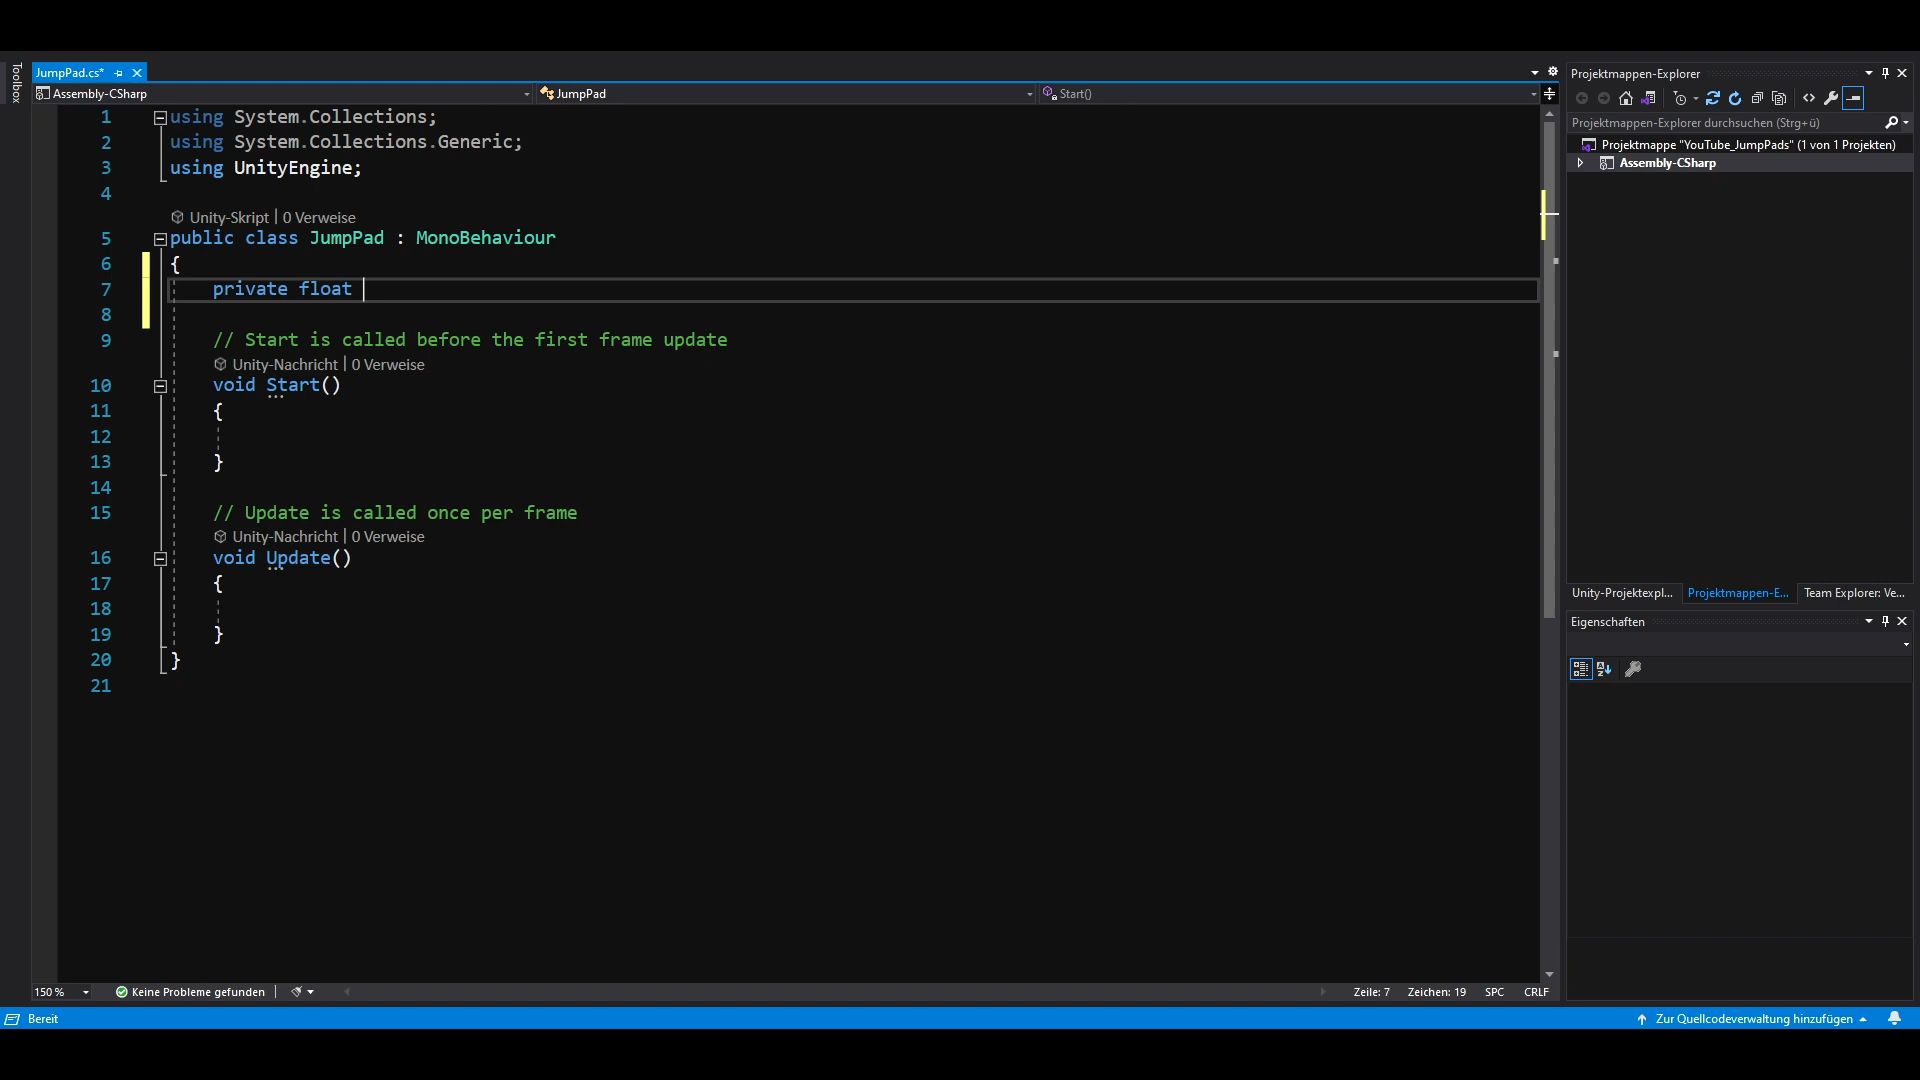 Toolbox
JumpPad.cs*
Assembly-CSharp
JumpPad
Start()
1 using System.Collections;
2 using System.Collections.Generic;
3 using UnityEngine;
4
Unity-Skript | 0 Verweise
5 public class JumpPad : MonoBehaviour
6 {
7 private float
8
9 // Start is called before the first frame update
Unity-Nachricht | 0 Verweise
10 void Start()
11 {
12
13 }
14
15 // Update is called once per frame
Unity-Nachricht | 0 Verweise
16 void Update()
17 {
18
19 }
20 }
21
150 %
Keine Probleme gefunden
Zeile: 7
Zeichen: 19
SPC
CRLF
Projektmappen-Explorer
Projektmappen-Explorer durchsuchen (Strg+ü)
Projektmappe "YouTube_JumpPads" (1 von 1 Projekten)
Assembly-CSharp
Unity-Projektexpl...
Projektmappen-E...
Team Explorer: Ve...
Eigenschaften
Bereit
Zur Quellcodeverwaltung hinzufügen